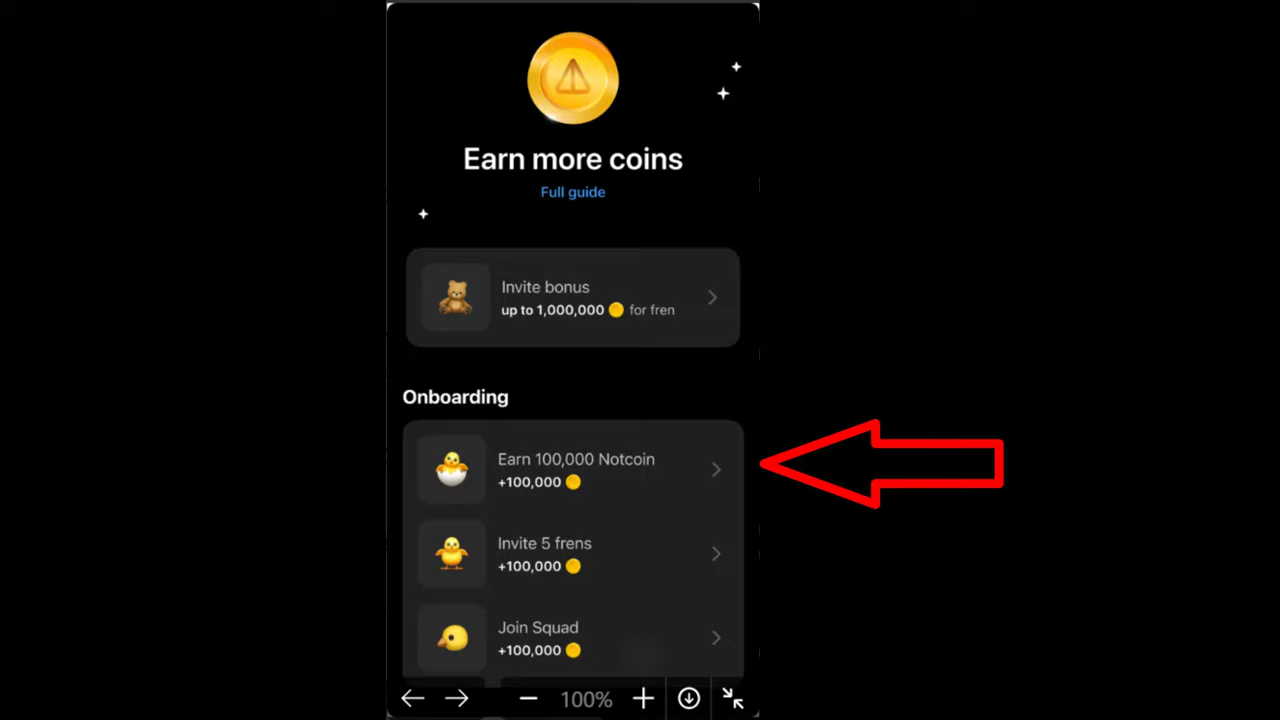 Earn more coins
Full guide
Invite bonus
up to 1,000,000 for fren
Onboarding
Earn 100,000 Notcoin
+100,000
Invite 5 frens
+100,000
Join Squad
+100,000
100%